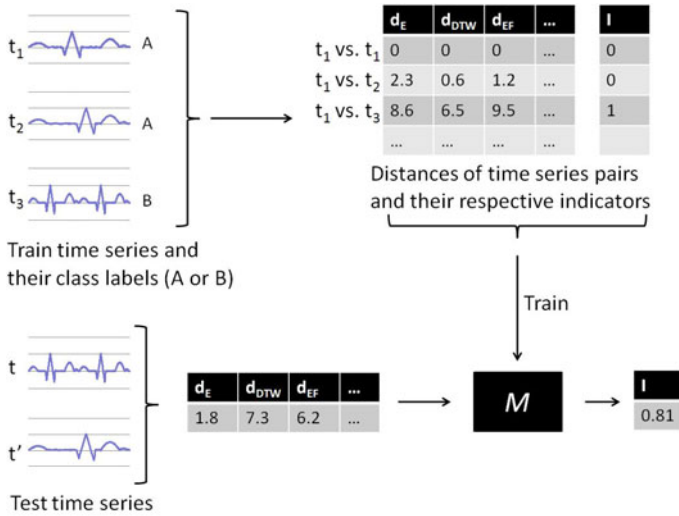 t1 A
t2 A
t3 B
Train time series and
their class labels (A or B)
dE dDTW dEF ... I
t1 vs. t1 0 0 0 ... 0
t1 vs. t2 2.3 0.6 1.2 ... 0
t1 vs. t3 8.6 6.5 9.5 ... 1
... ... ... ...
Distances of time series pairs
and their respective indicators
Train
t
t'
Test time series
dE dDTW dEF ...
1.8 7.3 6.2 ...
M
I
0.81